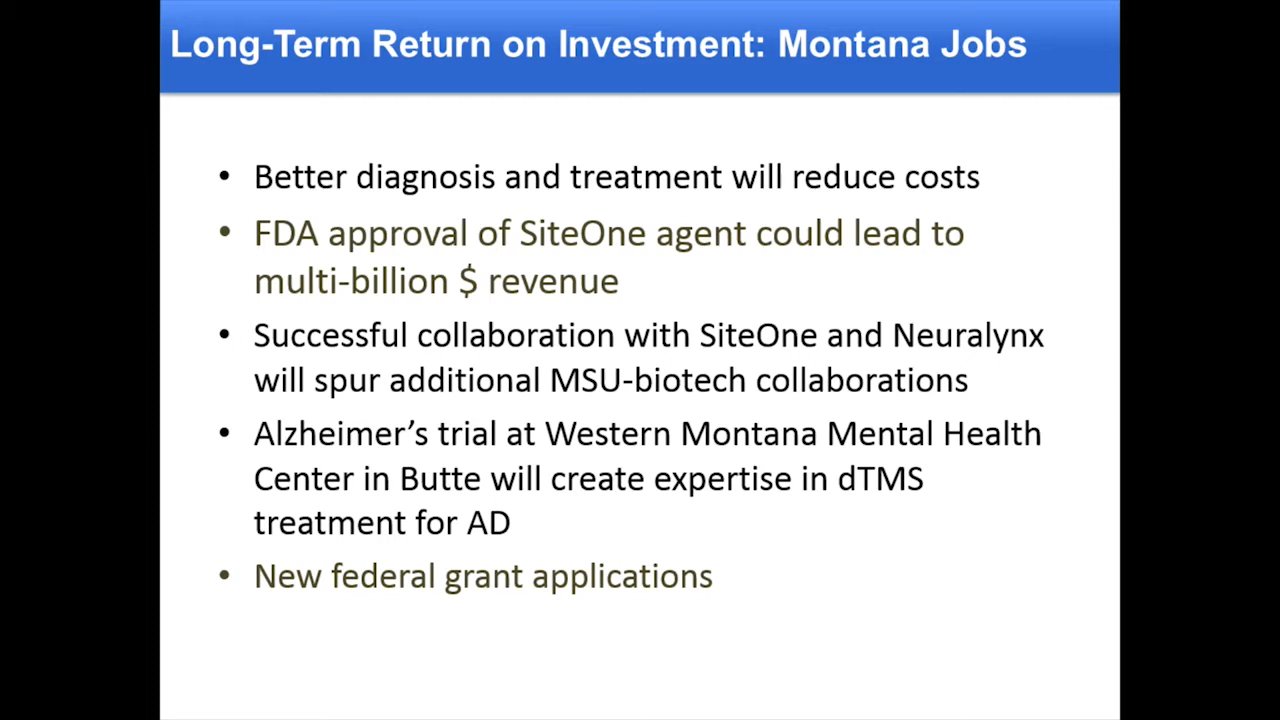 Long-Term Return on Investment: Montana Jobs
• Better diagnosis and treatment will reduce costs
• FDA approval of SiteOne agent could lead to
multi-billion $ revenue
• Successful collaboration with SiteOne and Neuralynx
will spur additional MSU-biotech collaborations
• Alzheimer’s trial at Western Montana Mental Health
Center in Butte will create expertise in dTMS
treatment for AD
• New federal grant applications